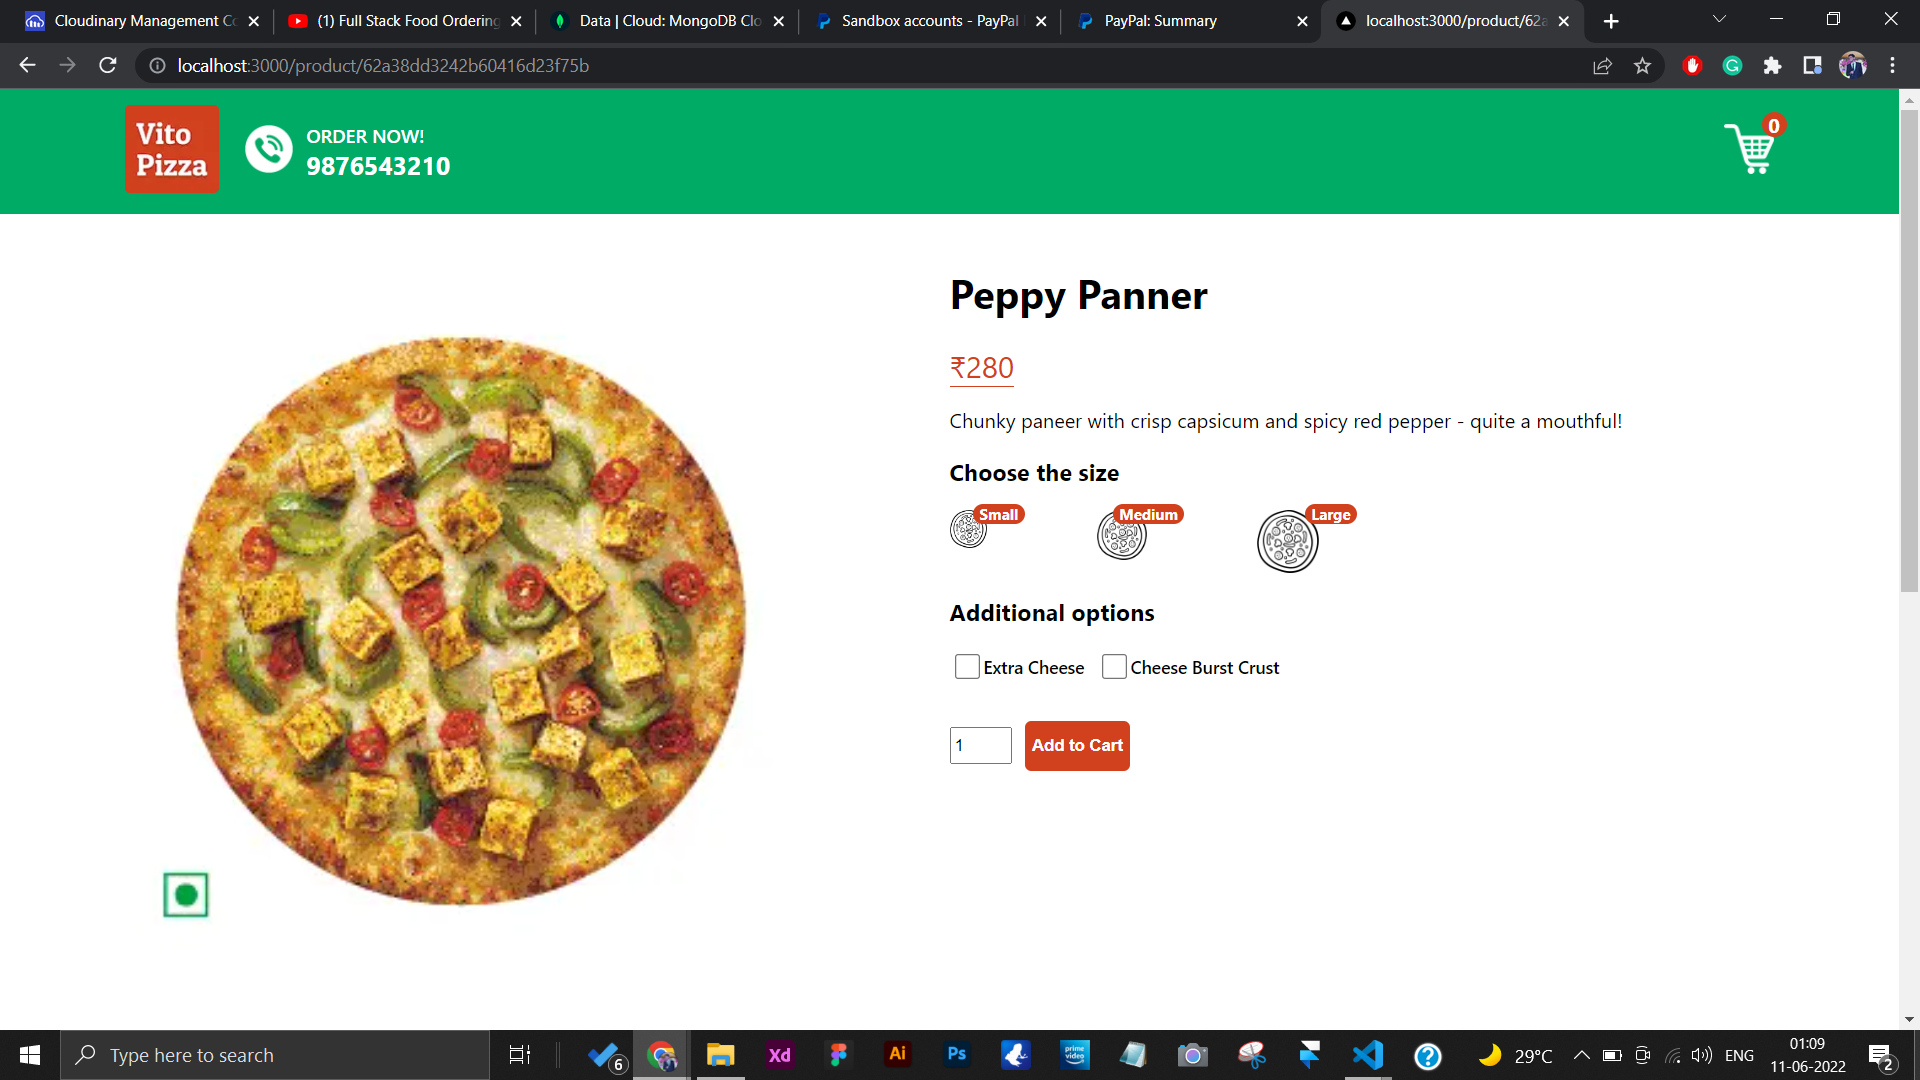 Cloudinary Management Co
(1) Full Stack Food Ordering
Data | Cloud: MongoDB Clo
Sandbox accounts - PayPal
PayPal: Summary
localhost:3000/product/62a
localhost:3000/product/62a38dd3242b60416d23f75b
Vito
Pizza
ORDER NOW!
9876543210
0
Peppy Panner
₹280
Chunky paneer with crisp capsicum and spicy red pepper - quite a mouthful!
Choose the size
Small
Medium
Large
Additional options
Extra Cheese
Cheese Burst Crust
1
Add to Cart
Type here to search
6
Xd
Ai
Ps
prime
video
29°C
ENG
01:09
11-06-2022
2